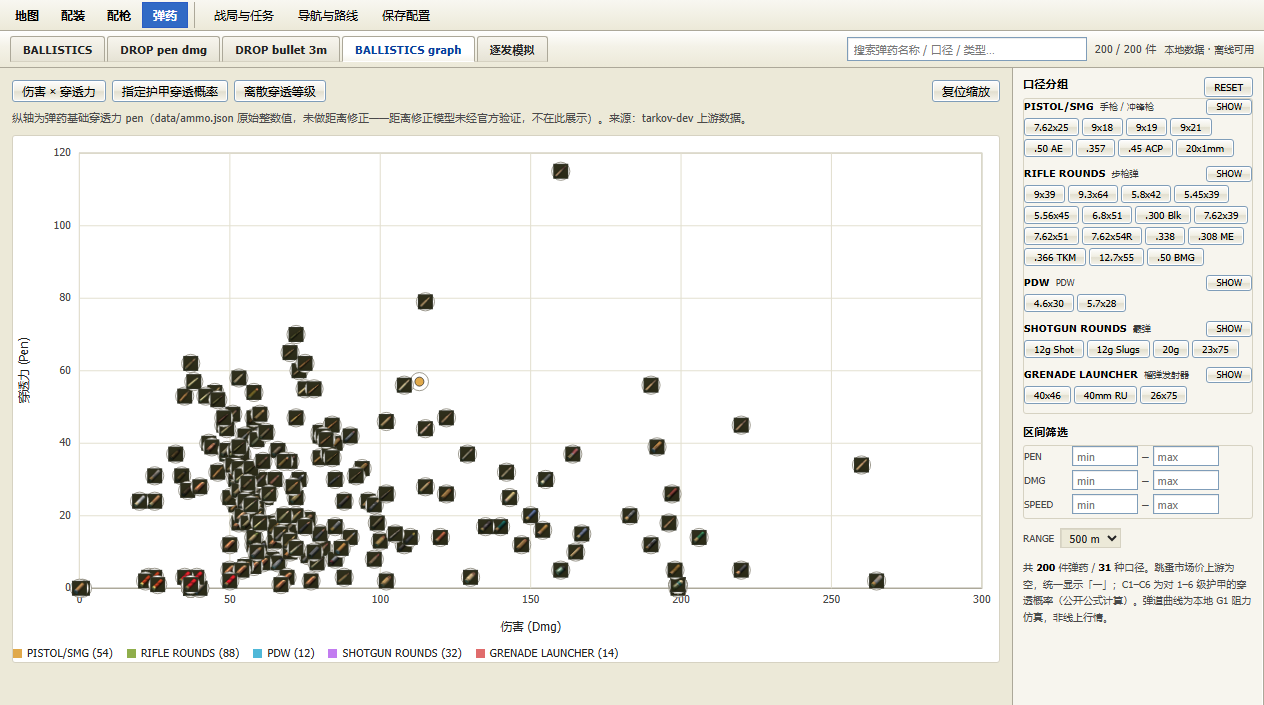 地图 配装 配枪 弹药 战局与任务 导航与路线 保存配置
BALLISTICS DROP pen dmg DROP bullet 3m BALLISTICS graph 逐发模拟 搜索弹药名称 / 口径 / 类型... 200 / 200 件 本地数据 · 离线可用
伤害 × 穿透力 指定护甲穿透概率 离散穿透等级 复位缩放
纵轴为弹药基础穿透力 pen（data/ammo.json 原始整数值，未做距离修正——距离修正模型未经官方验证，不在此展示）。来源：tarkov-dev 上游数据。
120
100
80
60
40
20
0
穿透力 (Pen)
0 50 100 150 200 250 300
伤害 (Dmg)
PISTOL/SMG (54) RIFLE ROUNDS (88) PDW (12) SHOTGUN ROUNDS (32) GRENADE LAUNCHER (14)
口径分组 RESET
PISTOL/SMG 手枪 / 冲锋枪 SHOW
7.62x25 9x18 9x19 9x21
.50 AE .357 .45 ACP 20x1mm
RIFLE ROUNDS 步枪弹 SHOW
9x39 9.3x64 5.8x42 5.45x39
5.56x45 6.8x51 .300 Blk 7.62x39
7.62x51 7.62x54R .338 .308 ME
.366 TKM 12.7x55 .50 BMG
PDW PDW SHOW
4.6x30 5.7x28
SHOTGUN ROUNDS 霰弹 SHOW
12g Shot 12g Slugs 20g 23x75
GRENADE LAUNCHER 榴弹发射器 SHOW
40x46 40mm RU 26x75
区间筛选
PEN min – max
DMG min – max
SPEED min – max
RANGE 500 m
共 200 件弹药 / 31 种口径。跳蚤市场价上游为
空，统一显示「—」；C1–C6 为对 1–6 级护甲的穿
透概率（公开公式计算）。弹道曲线为本地 G1 阻力
仿真，非线上行情。